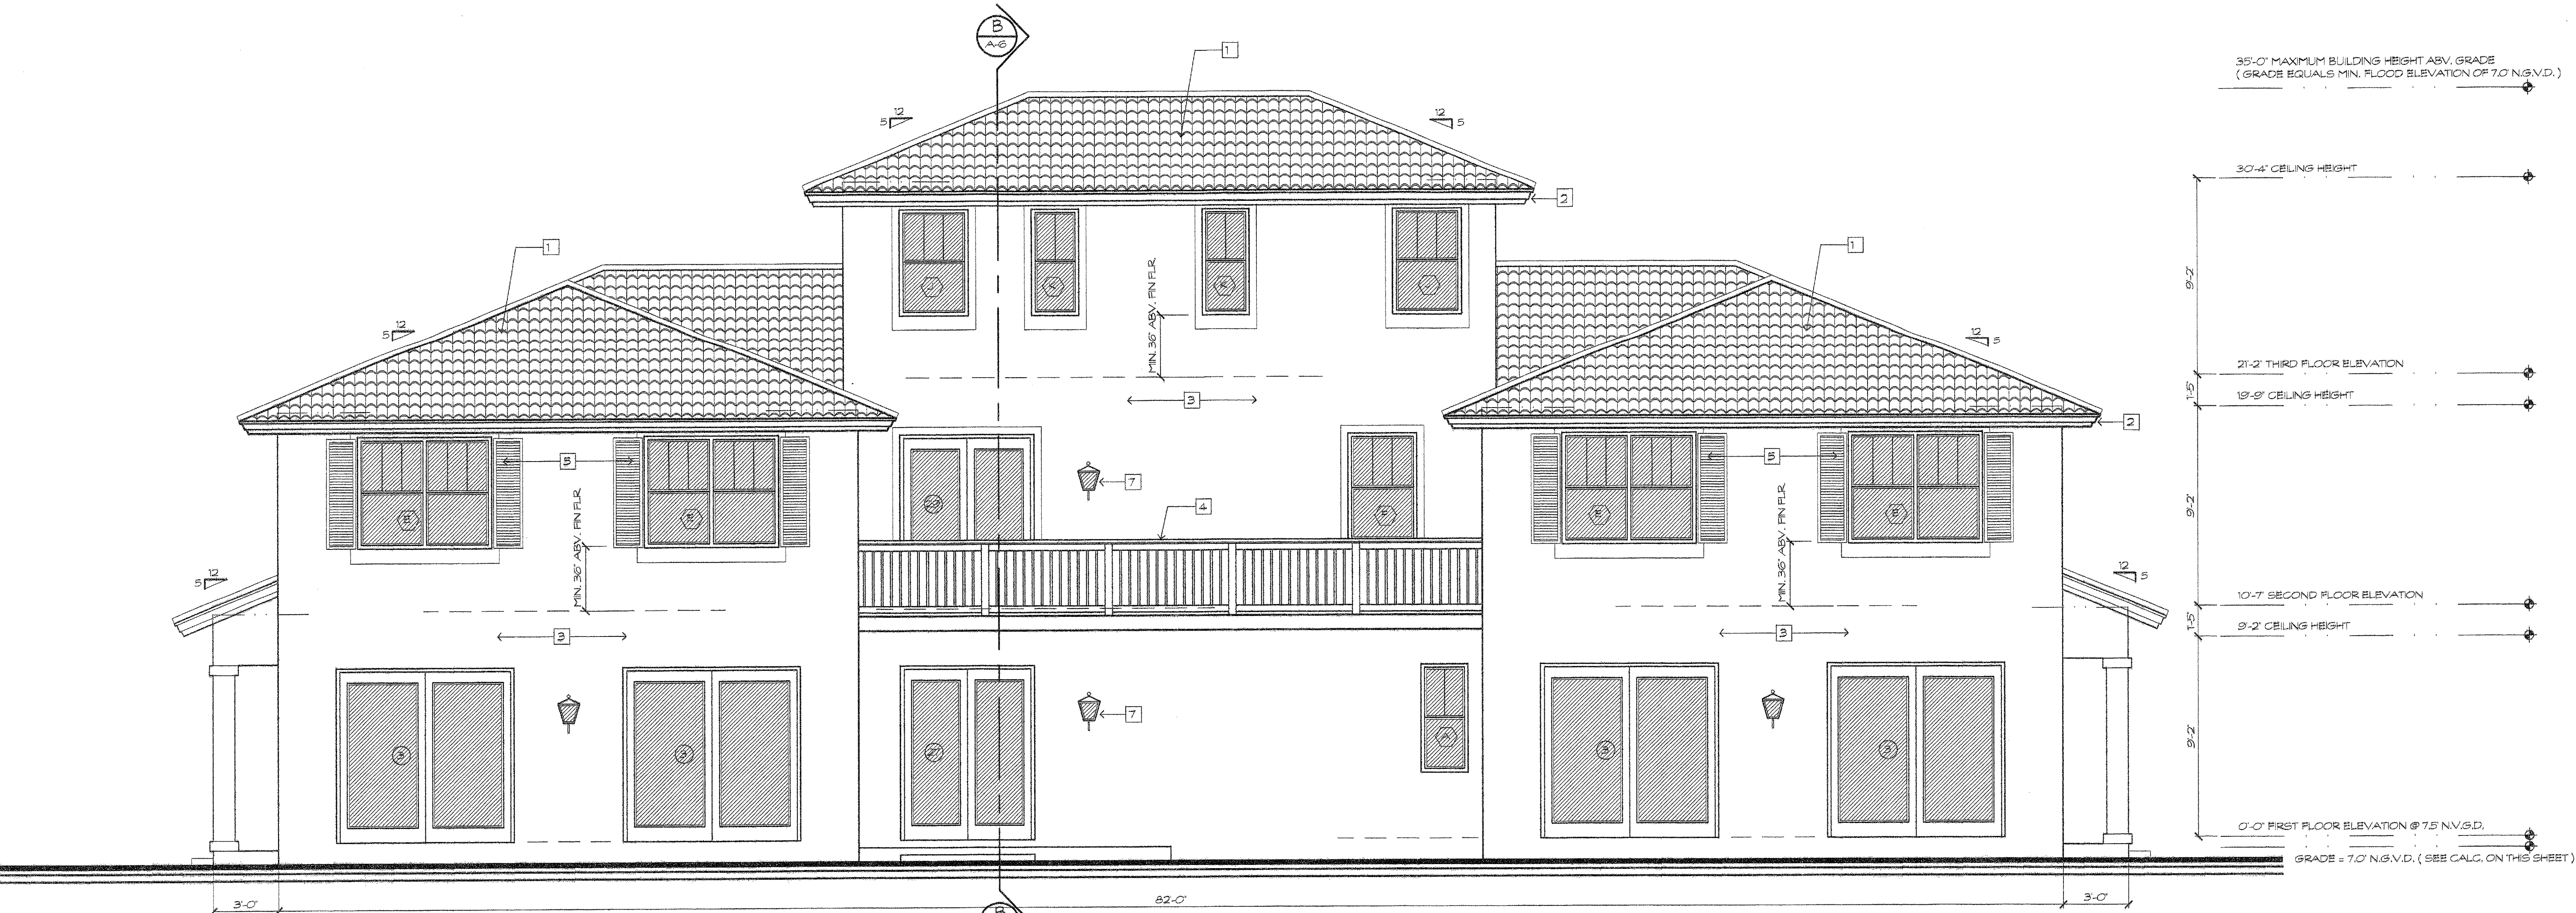 B
A-6
1
35'-0" MAXIMUM BUILDING HEIGHT ABV. GRADE
( GRADE EQUALS MIN. FLOOD ELEVATION OF 7.0' N.G.V.D. )
12
5
12
5
30'-4" CEILING HEIGHT
2
1
1
J
K
K
J
MIN. 36" ABV. FIN FLR.
9'-2"
12
5
12
5
21'-2" THIRD FLOOR ELEVATION
3
1'-5"
19'-9" CEILING HEIGHT
2
5
5
7
4
E
E
F
E
E
MIN. 36" ABV. FIN FLR.
MIN. 36" ABV. FIN FLR.
9'-2"
12
5
12
5
10'-7" SECOND FLOOR ELEVATION
3
3
1'-5"
9'-2" CEILING HEIGHT
7
3
3
27
A
3
3
9'-2"
0'-0" FIRST FLOOR ELEVATION @ 7.5' N.V.G.D.
GRADE = 7.0' N.G.V.D. ( SEE CALC. ON THIS SHEET )
3'-0"
82'-0"
3'-0"
B